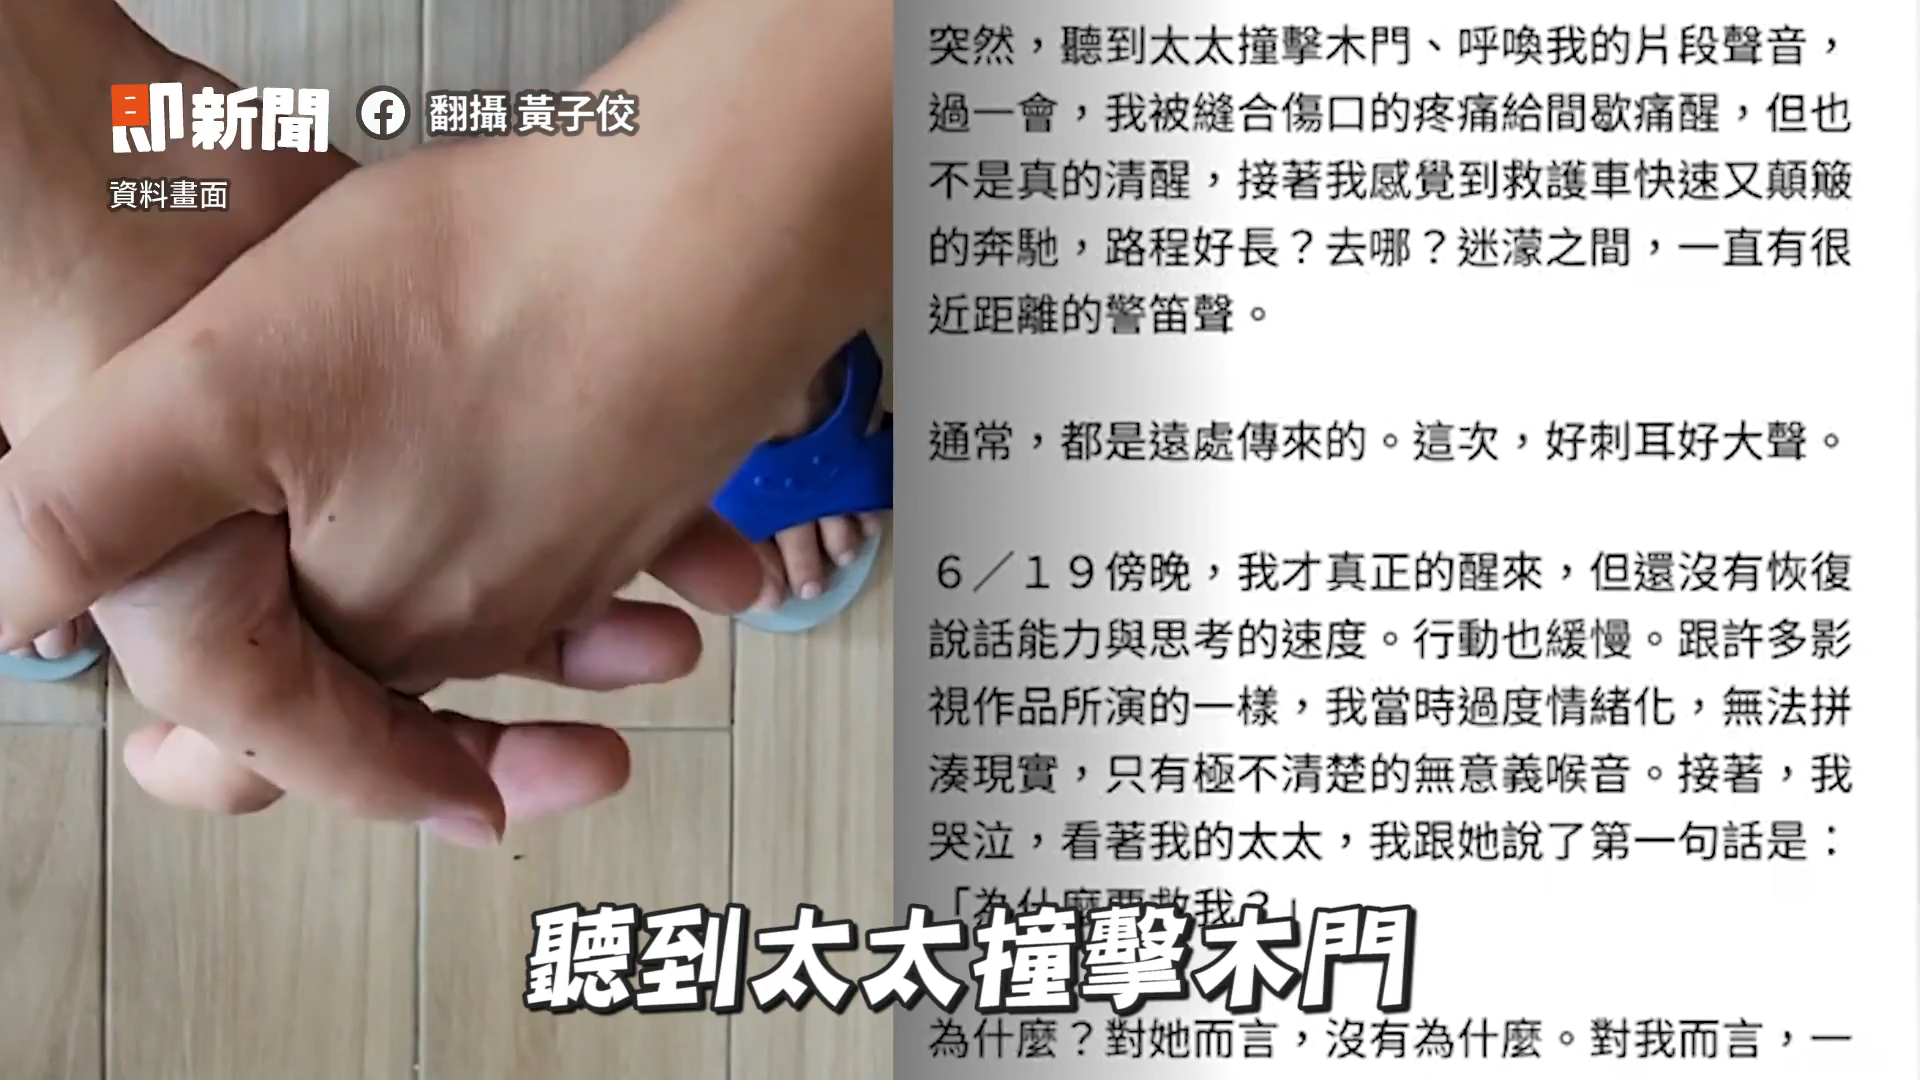 即新聞
翻攝 黃子佼
資料畫面
突然，聽到太太撞擊木門、呼喚我的片段聲音，
過一會，我被縫合傷口的疼痛給間歇痛醒，但也
不是真的清醒，接著我感覺到救護車快速又顛簸
的奔馳，路程好長？去哪？迷濛之間，一直有很
近距離的警笛聲。
通常，都是遠處傳來的。這次，好刺耳好大聲。
６／１９傍晚，我才真正的醒來，但還沒有恢復
說話能力與思考的速度。行動也緩慢。跟許多影
視作品所演的一樣，我當時過度情緒化，無法拼
湊現實，只有極不清楚的無意義喉音。接著，我
哭泣，看著我的太太，我跟她說了第一句話是：
「為什麼要救我？」
聽到太太撞擊木門
為什麼？對她而言，沒有為什麼。對我而言，一